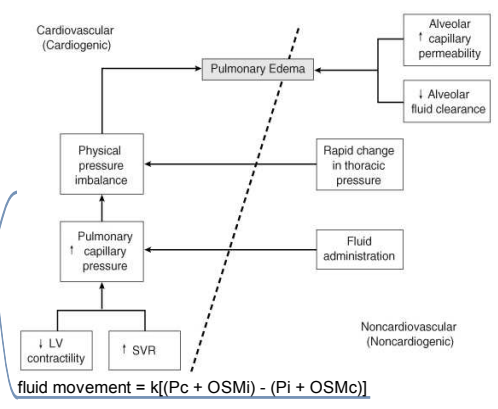 Cardiovascular
(Cardiogenic)
Alveolar
↑ capillary
permeability
Pulmonary Edema
↓ Alveolar
fluid clearance
Physical
pressure
imbalance
Rapid change
in thoracic
pressure
Pulmonary
↑ capillary
pressure
Fluid
administration
Noncardiovascular
(Noncardiogenic)
↓ LV
contractility
↑ SVR
fluid movement = k[(Pc + OSMi) - (Pi + OSMc)]